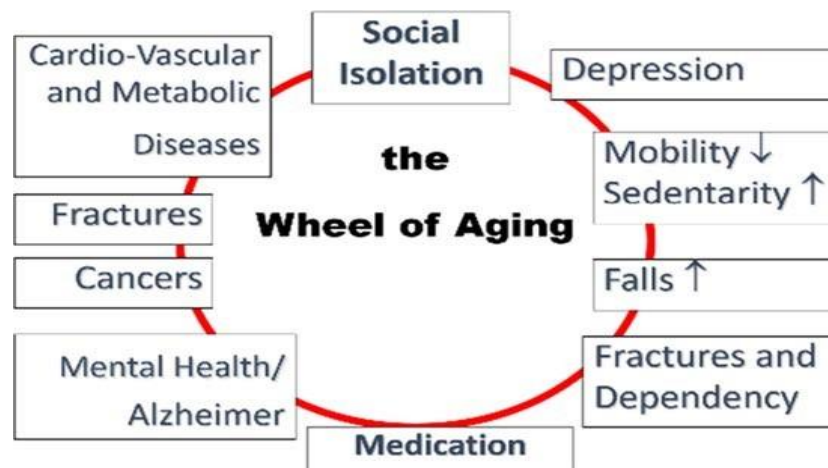 Social
Isolation
Depression
Mobility ↓
Sedentarity ↑
Falls ↑
Fractures and
Dependency
Medication
Mental Health/
Alzheimer
Cancers
Fractures
Cardio-Vascular
and Metabolic
Diseases
the
Wheel of Aging